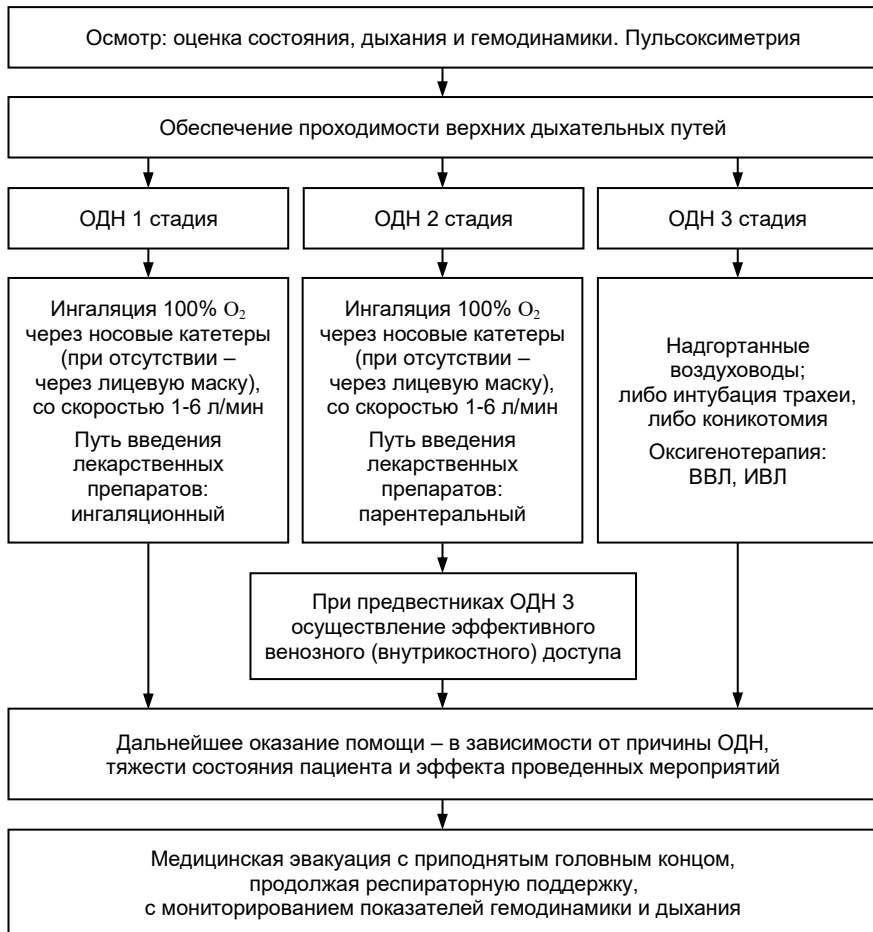 Осмотр: оценка состояния, дыхания и гемодинамики. Пульсоксиметрия
Обеспечение проходимости верхних дыхательных путей
ОДН 1 стадия
ОДН 2 стадия
ОДН 3 стадия
Ингаляция 100% O₂
через носовые катетеры
(при отсутствии –
через лицевую маску),
со скоростью 1-6 л/мин
Путь введения
лекарственных
препаратов:
ингаляционный
Ингаляция 100% O₂
через носовые катетеры
(при отсутствии –
через лицевую маску),
со скоростью 1-6 л/мин
Путь введения
лекарственных
препаратов:
парентеральный
Надгортанные
воздуховоды;
либо интубация трахеи,
либо коникотомия
Оксигенотерапия:
ВВЛ, ИВЛ
При предвестниках ОДН 3
осуществление эффективного
венозного (внутрикостного) доступа
Дальнейшее оказание помощи – в зависимости от причины ОДН,
тяжести состояния пациента и эффекта проведенных мероприятий
Медицинская эвакуация с приподнятым головным концом,
продолжая респираторную поддержку,
с мониторированием показателей гемодинамики и дыхания